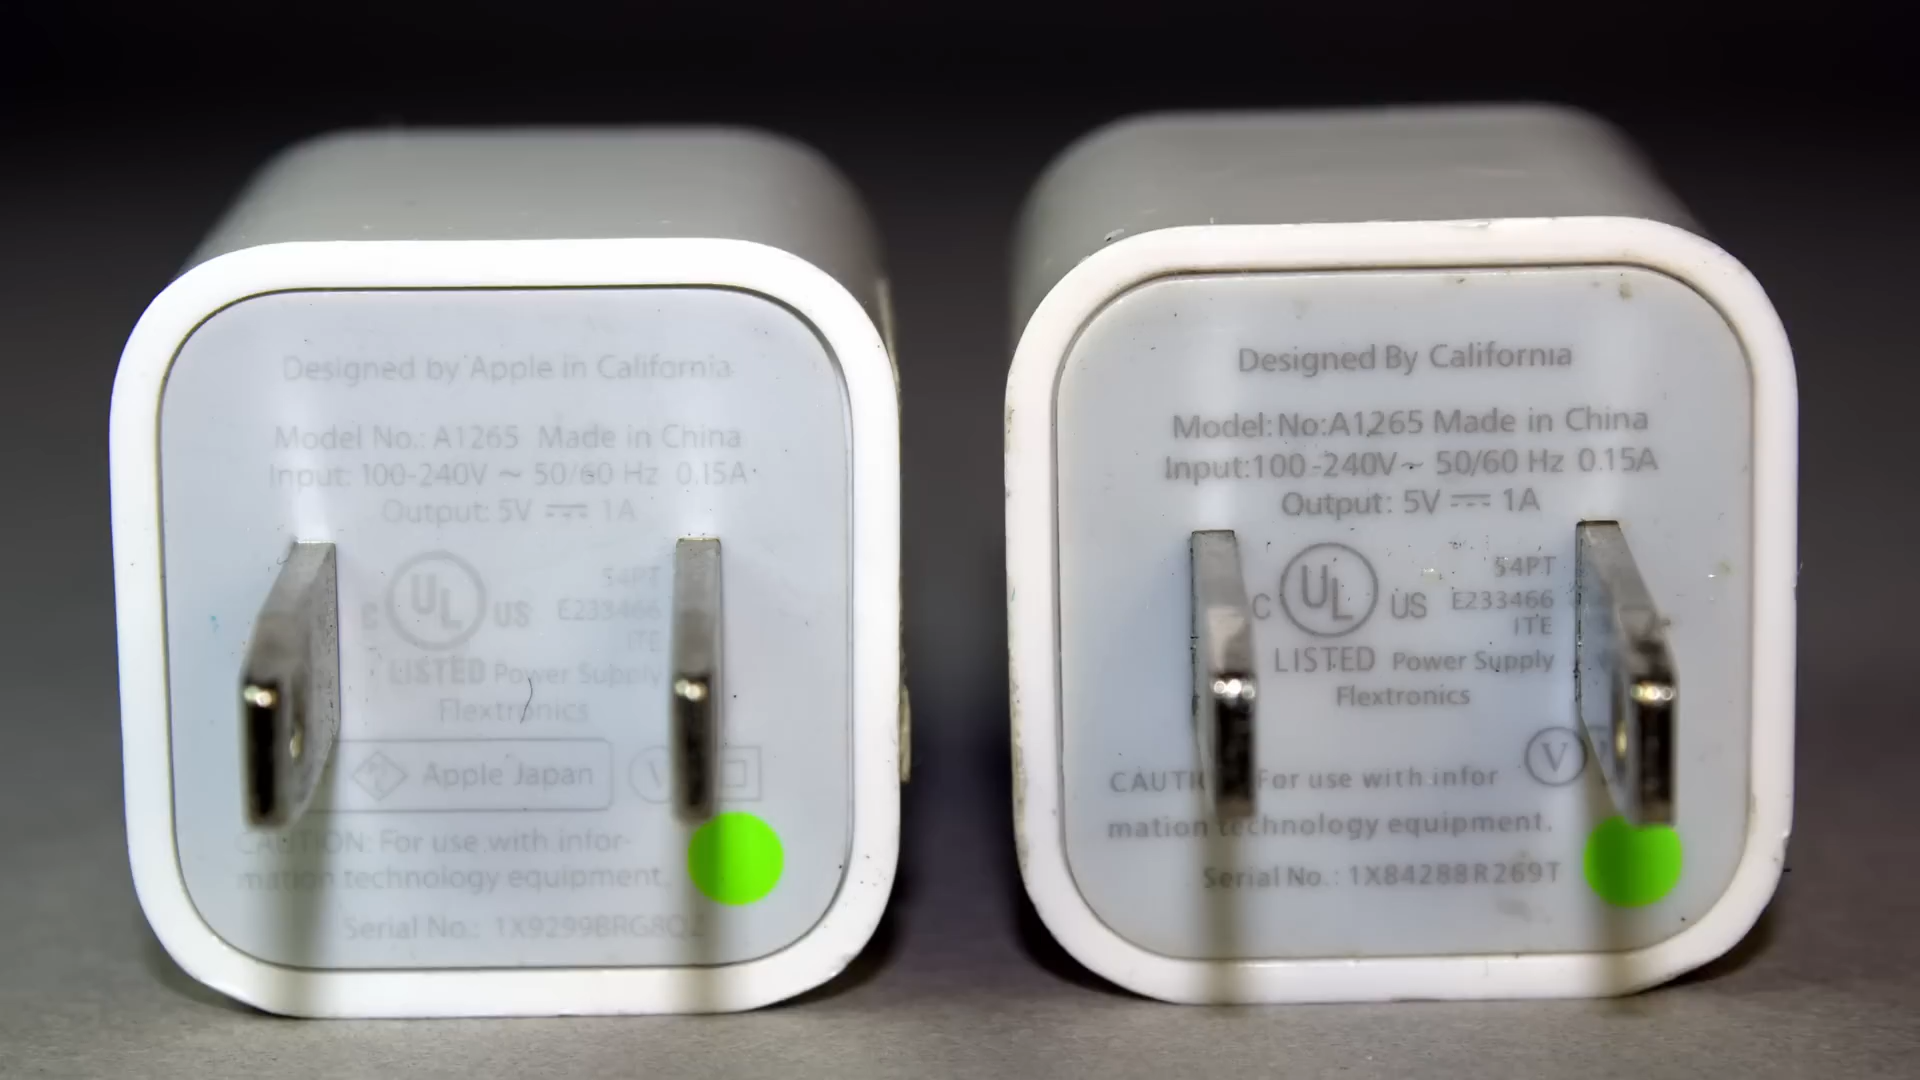 Designed by Apple in California
Model No.: A1265 Made in China
Input: 100-240V ~ 50/60 Hz 0.15A
Output: 5V ⎓ 1A
54PT
C UL US E233466
ITE
LISTED Power Supply
Flextronics
Apple Japan
CAUTION: For use with infor-
mation technology equipment.
Serial No.:
Designed By California
Model: No:A1265 Made in China
Input:100-240V~ 50/60 Hz 0.15A
Output: 5V ⎓ 1A
54PT
C UL US E233466
ITE
LISTED Power Supply
Flextronics
V
For use with infor
mation technology equipment.
Serial No.: 1X84288R269T